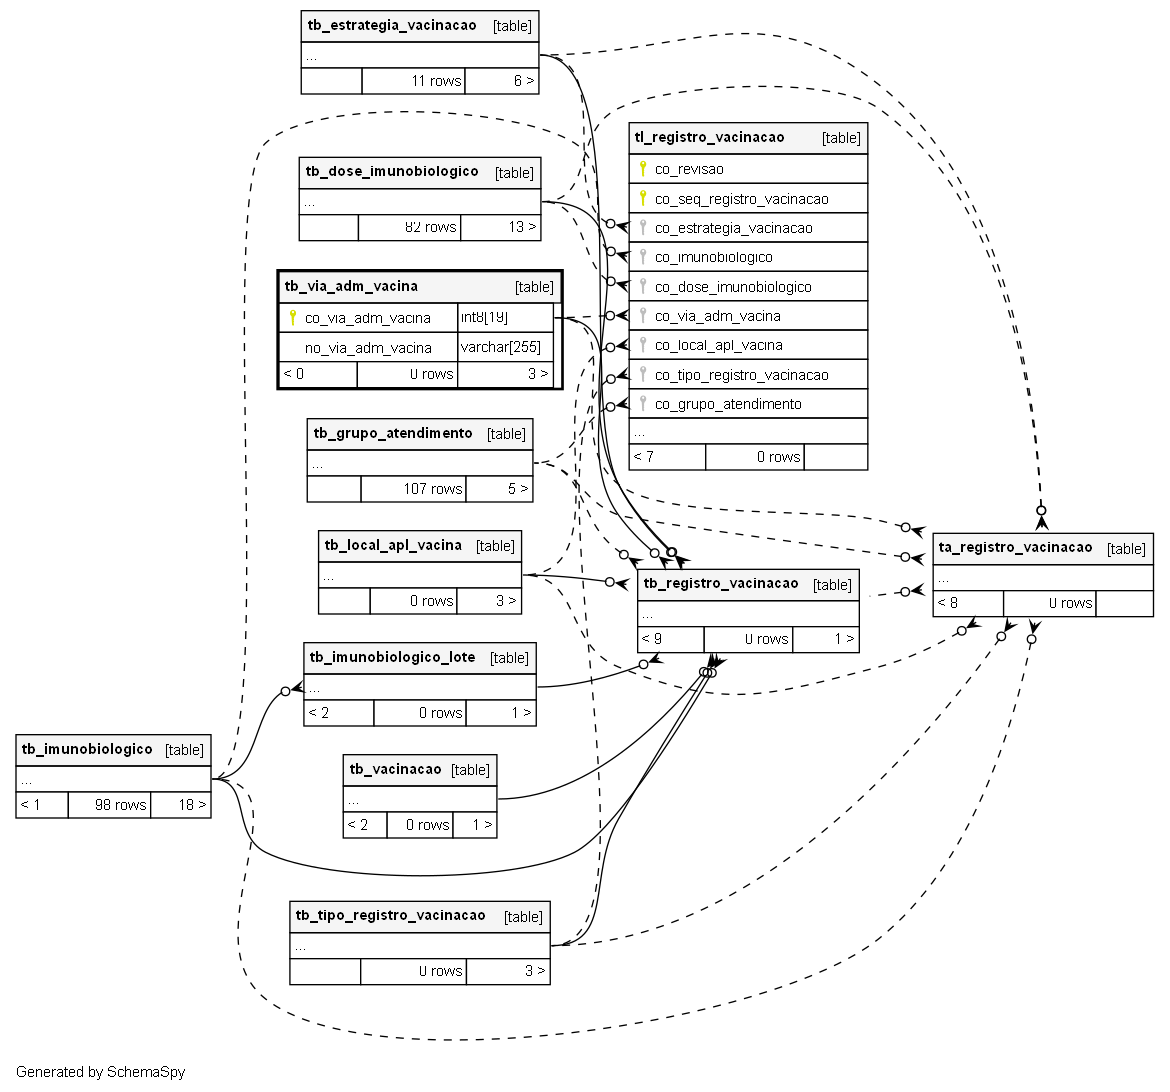 tb_estrategia_vacinacao [table]
...
11 rows 6 >
tb_dose_imunobiologico [table]
...
82 rows 13 >
tb_via_adm_vacina [table]
co_via_adm_vacina int8[19]
no_via_adm_vacina varchar[255]
< 0 0 rows 3 >
tb_grupo_atendimento [table]
...
107 rows 5 >
tb_local_apl_vacina [table]
...
0 rows 3 >
tb_imunobiologico_lote [table]
...
< 2 0 rows 1 >
tb_imunobiologico [table]
...
< 1 98 rows 18 >
tb_vacinacao [table]
...
< 2 0 rows 1 >
tb_tipo_registro_vacinacao [table]
...
0 rows 3 >
tl_registro_vacinacao [table]
co_revisao
co_seq_registro_vacinacao
co_estrategia_vacinacao
co_imunobiologico
co_dose_imunobiologico
co_via_adm_vacina
co_local_apl_vacina
co_tipo_registro_vacinacao
co_grupo_atendimento
...
< 7 0 rows
tb_registro_vacinacao [table]
...
< 9 0 rows 1 >
ta_registro_vacinacao [table]
...
< 8 0 rows
Generated by SchemaSpy